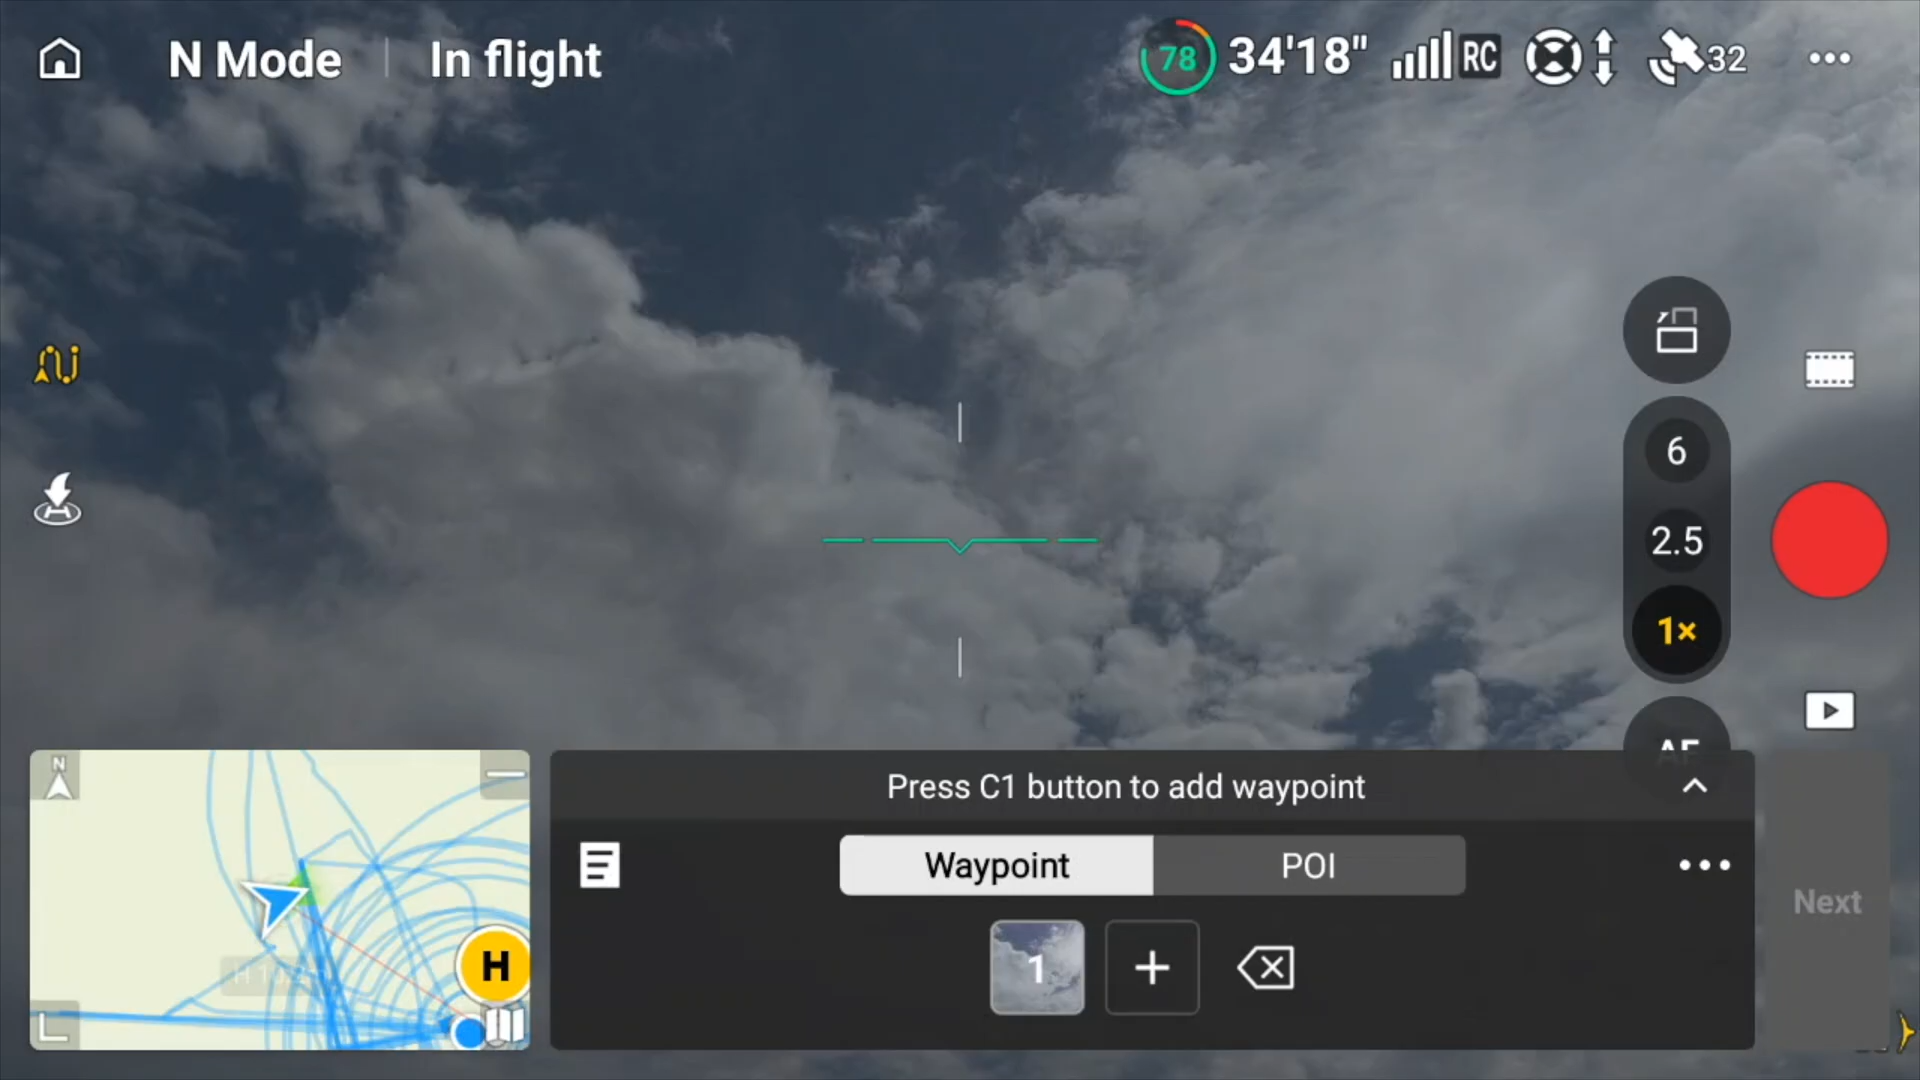 N Mode In flight 78 34'18" RC 32
6
2.5
1×
AF
N
H
Press C1 button to add waypoint
Waypoint POI
Next
1